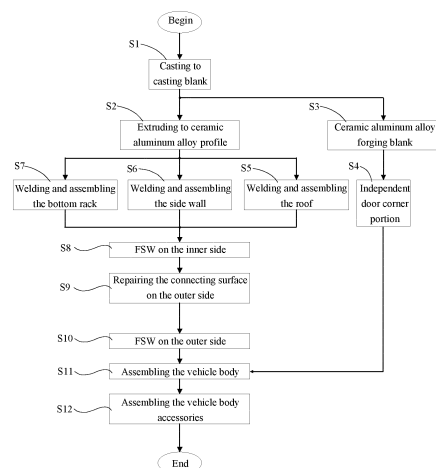 Begin
S1
Casting to
casting blank
S2
S3
Extruding to ceramic
aluminum alloy profile
Ceramic aluminum alloy
forging blank
S7
S6
S5
S4
Welding and assembling
the bottom rack
Welding and assembling
the side wall
Welding and assembling
the roof
Independent
door corner
portion
S8
FSW on the inner side
S9
Repairing the connecting surface
on the outer side
S10
FSW on the outer side
S11
Assembling the vehicle body
S12
Assembling the vehicle body
accessories
End